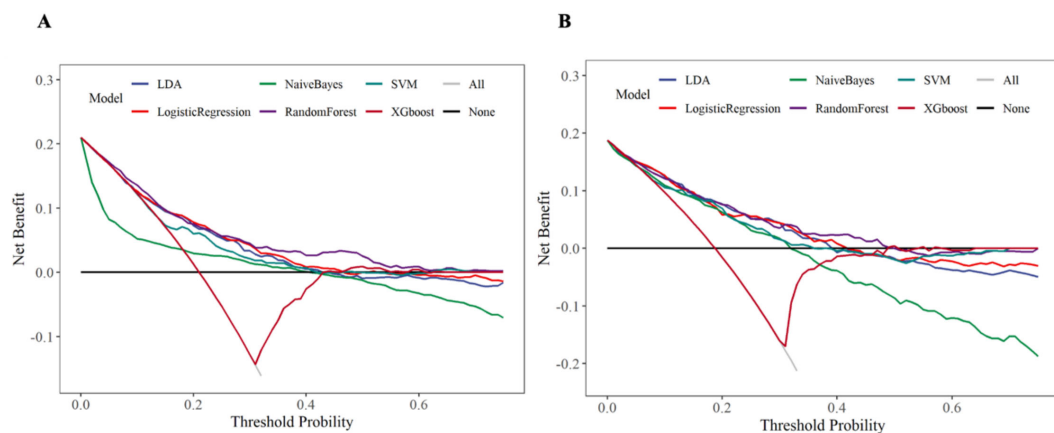 A
LDA NaiveBayes SVM All
Model
LogisticRegression RandomForest XGboost None
0.3
0.2
0.1
0.0
-0.1
Net Benefit
0.0 0.2 0.4 0.6
Threshold Probility
B
LDA NaiveBayes SVM All
Model
LogisticRegression RandomForest XGboost None
0.3
0.2
0.1
0.0
-0.1
-0.2
Net Benefit
0.0 0.2 0.4 0.6
Threshold Probility